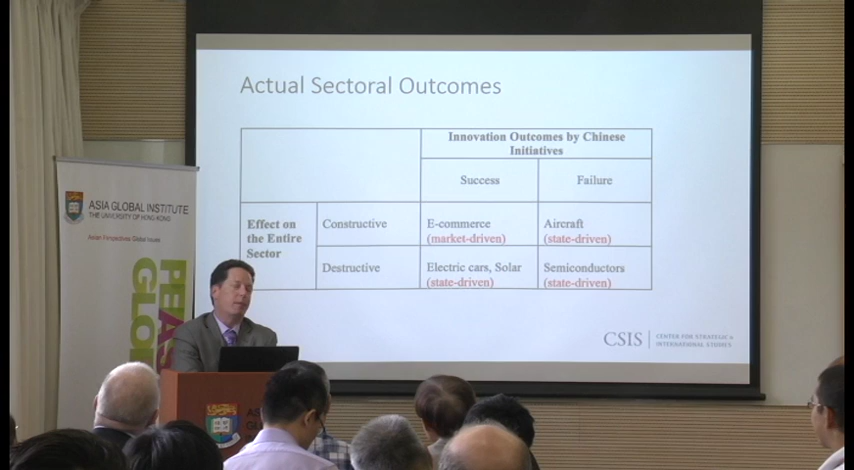 Actual Sectoral Outcomes
Innovation Outcomes by Chinese
Initiatives
Success
Failure
Effect on
the Entire
Sector
Constructive
E-commerce
(market-driven)
Aircraft
(state-driven)
Destructive
Electric cars, Solar
(state-driven)
Semiconductors
(state-driven)
CSIS
CENTER FOR STRATEGIC &
INTERNATIONAL STUDIES
ASIA GLOBAL INSTITUTE
THE UNIVERSITY OF HONG KONG
Asian Perspectives Global Issues